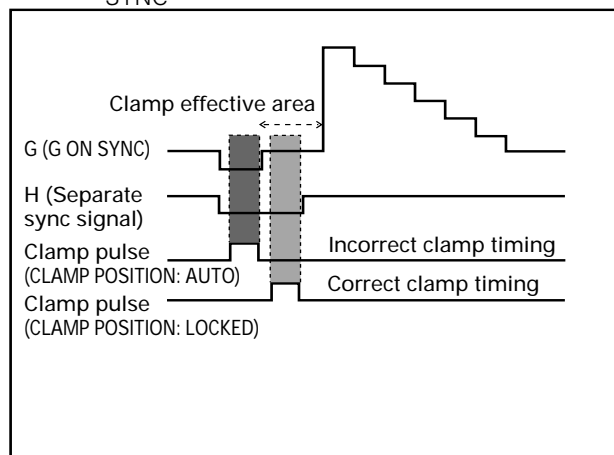 SYNC
Clamp effective area
G (G ON SYNC)
H (Separate
sync signal)
Clamp pulse
(CLAMP POSITION: AUTO)
Incorrect clamp timing
Clamp pulse
(CLAMP POSITION: LOCKED)
Correct clamp timing